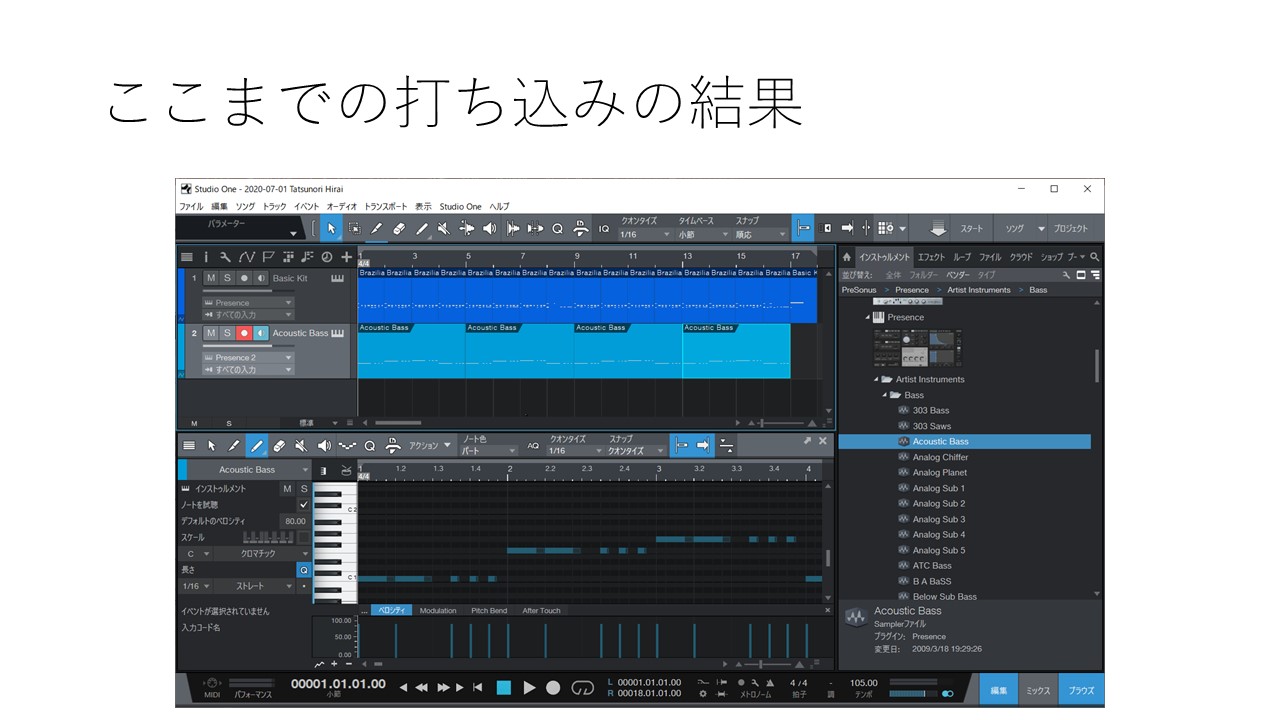 ここまでの打ち込みの結果
Studio One - 2020-07-01 Tatsunori Hirai
ファイル 編集 ソング トラック イベント オーディオ トランスポート 表示 Studio One ヘルプ
パラメーター
IQ
クオンタイズ タイムベース スナップ
1/16 小節 順応
スタート ソング プロジェクト
1 3 5 7 9 11 13 15 17
4/4
インストゥルメント エフェクト ループ ファイル クラウド ショップ プー
並び替え: 全体 フォルダー ベンダー タイプ
PreSonus > Presence > Artist Instruments > Bass
1 M S Basic Kit
Presence
すべての入力
Brazilia Brazilia Brazilia Brazilia Brazilia Brazilia Brazilia Brazilia Brazilia Brazilia Brazilia Brazilia Brazilia Brazilia Brazilia Brazilia Basic K
2 M S Acoustic Bass
Presence 2
すべての入力
Acoustic Bass Acoustic Bass Acoustic Bass Acoustic Bass
M S 標準
Presence
Artist Instruments
Bass
303 Bass
303 Saws
Acoustic Bass
Analog Chiffer
Analog Planet
Analog Sub 1
Analog Sub 2
Analog Sub 3
Analog Sub 4
Analog Sub 5
ATC Bass
B A BaSS
Below Sub Bass
Acoustic Bass
Samplerファイル
プラグイン: Presence
変更日: 2009/3/18 19:29:26
アクション
ノート色
パート
AQ
クオンタイズ スナップ
1/16 クオンタイズ
Acoustic Bass
1 1.2 1.3 1.4 2 2.2 2.3 2.4 3 3.2 3.3 3.4 4
4/4
インストゥルメント M S
ノートを試聴
デフォルトのベロシティ 80.00
スケール
C クロマチック
長さ Q
1/16 ストレート
イベントが選択されていません
入力コード名
C 2
C 1
... ベロシティ Modulation Pitch Bend After Touch
100.00
50.00
0.00
MIDI パフォーマンス
00001.01.01.00
小節
L 00001.01.01.00
R 00018.01.01.00
メトロノーム
4 / 4
拍子
-
調
105.00
テンポ
編集 ミックス ブラウズ